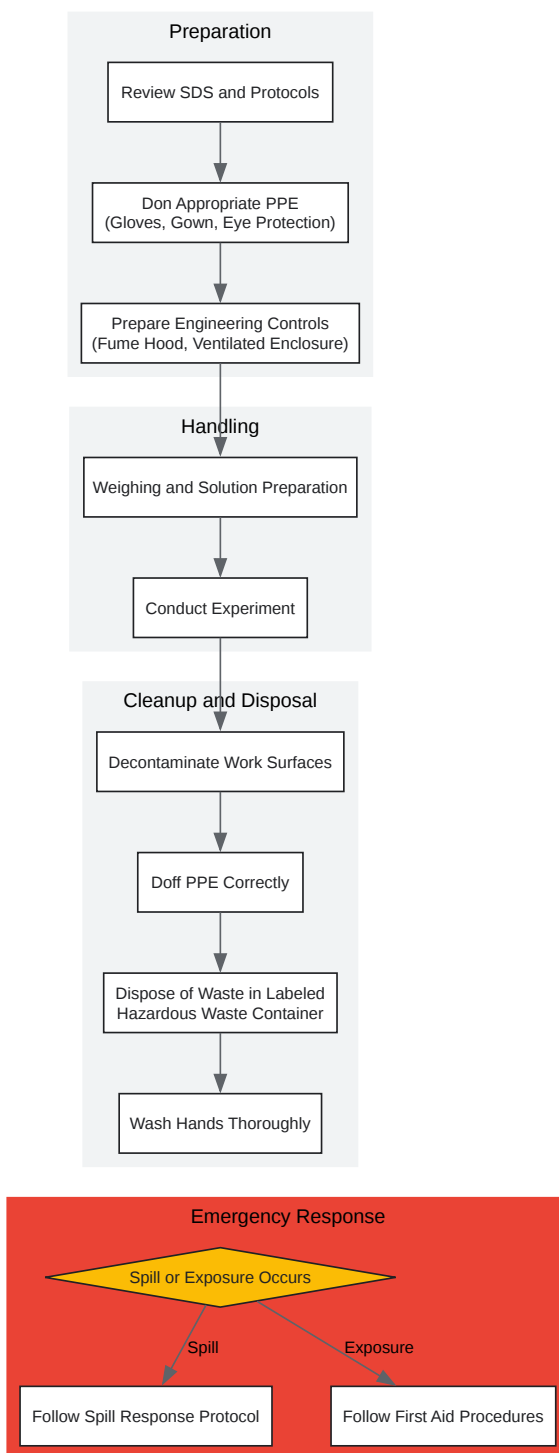 Preparation
Review SDS and Protocols
Don Appropriate PPE
(Gloves, Gown, Eye Protection)
Prepare Engineering Controls
(Fume Hood, Ventilated Enclosure)
Handling
Weighing and Solution Preparation
Conduct Experiment
Cleanup and Disposal
Decontaminate Work Surfaces
Doff PPE Correctly
Dispose of Waste in Labeled
Hazardous Waste Container
Wash Hands Thoroughly
Emergency Response
Spill or Exposure Occurs
Spill
Exposure
Follow Spill Response Protocol
Follow First Aid Procedures